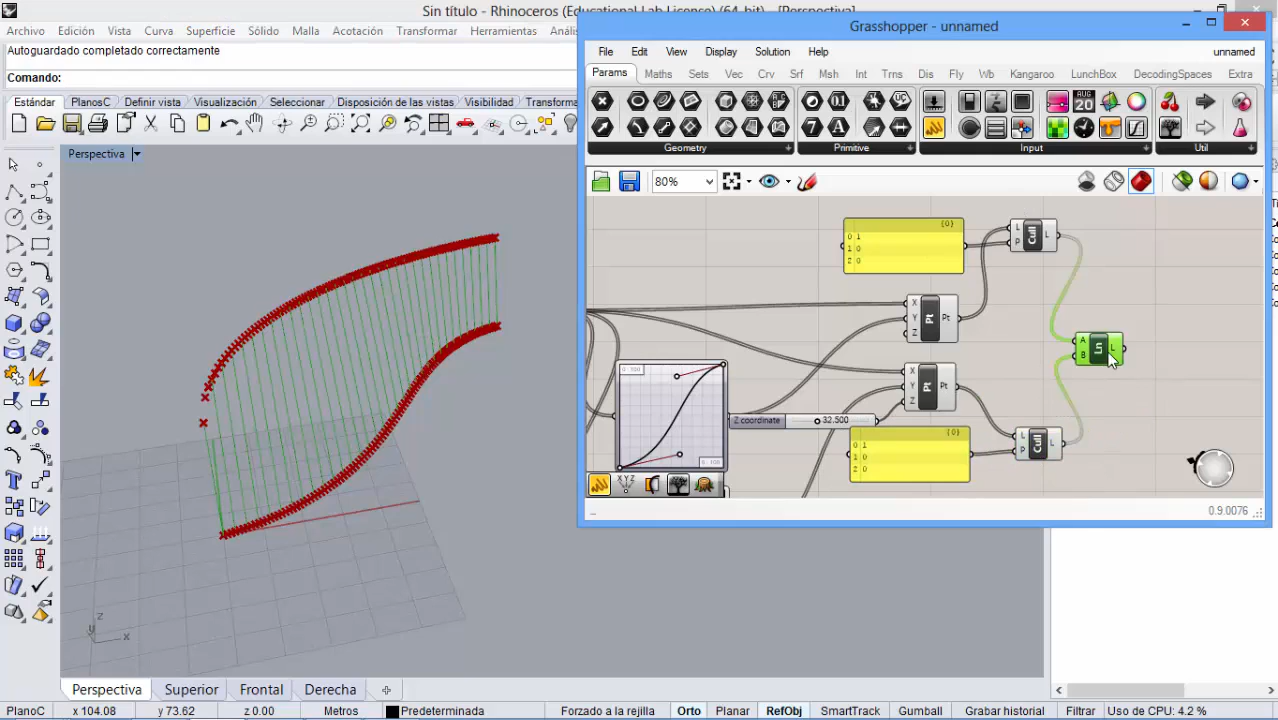 Sin título - Rhinoceros (Educational Lab License) (64-bit) - [Perspectiva]
Archivo Edición Vista Curva Superficie Sólido Malla Acotación Transformar Herramientas
Autoguardado completado correctamente
Comando:
Estándar PlanosC Definir vista Visualización Seleccionar Disposición de las vistas Visibilidad
Perspectiva
Grasshopper - unnamed
File Edit View Display Solution Help unnamed
Params Maths Sets Vec Crv Srf Msh Int Trns Dis Fly Wb Kangaroo LunchBox DecodingSpaces Extra
Geometry Primitive Input Util
80%
{0}
0 1
1 0
2 0
L
P
Cull
L
X
Y
Z
Pt
Pt
A
B
Ln
L
X
Y
Z
Pt
Pt
Z coordinate 32.500
{0}
0 1
1 0
2 0
L
P
Cull
L
0.9.0076
z
y
x
Perspectiva Superior Frontal Derecha
PlanoC x 104.08 y 73.62 z 0.00 Metros Predeterminada Forzado a la rejilla Orto Planar RefObj SmartTrack Gumball Grabar historial Filtrar Uso de CPU: 4.2 %